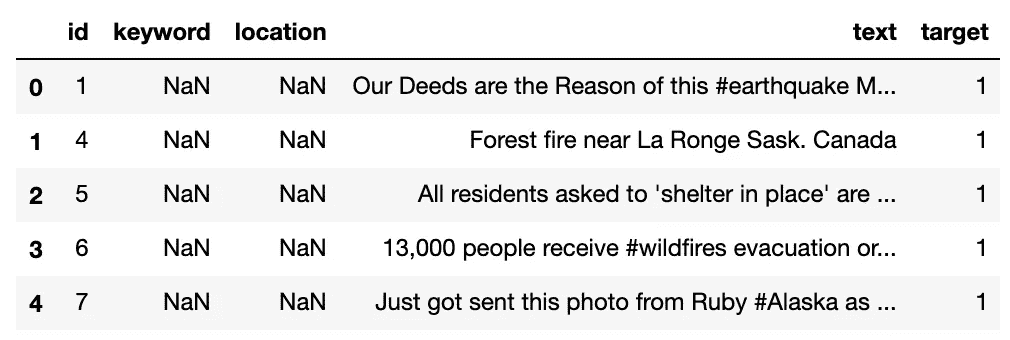 id keyword location text target
0 1 NaN NaN Our Deeds are the Reason of this #earthquake M... 1
1 4 NaN NaN Forest fire near La Ronge Sask. Canada 1
2 5 NaN NaN All residents asked to 'shelter in place' are ... 1
3 6 NaN NaN 13,000 people receive #wildfires evacuation or... 1
4 7 NaN NaN Just got sent this photo from Ruby #Alaska as ... 1